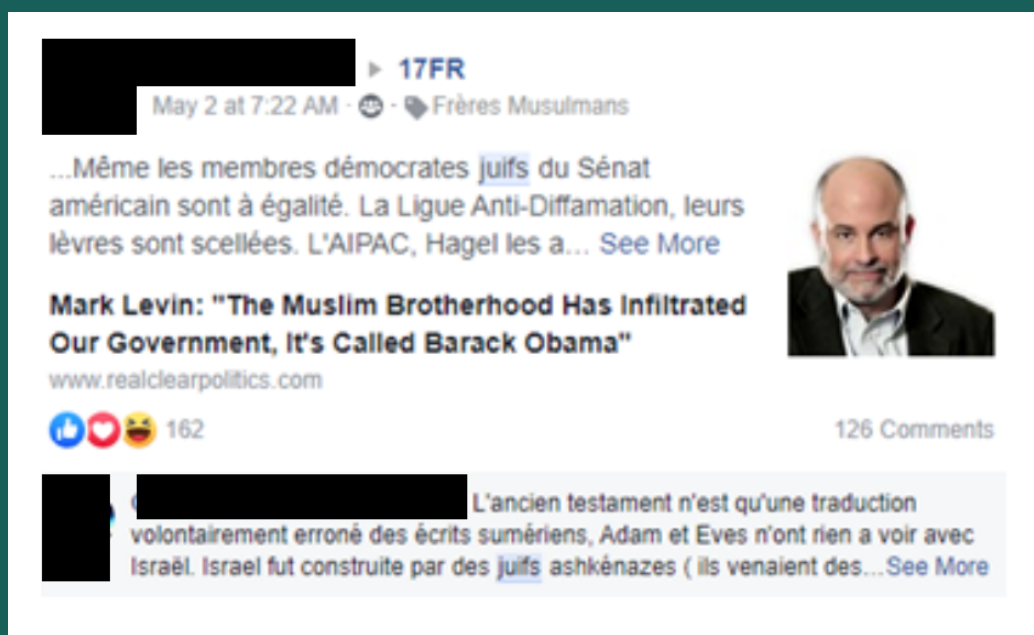 17FR
May 2 at 7:22 AM · · Frères Musulmans
...Même les membres démocrates juifs du Sénat
américain sont à égalité. La Ligue Anti-Diffamation, leurs
lèvres sont scellées. L'AIPAC, Hagel les a... See More
Mark Levin: "The Muslim Brotherhood Has Infiltrated
Our Government, It's Called Barack Obama"
www.realclearpolitics.com
162
126 Comments
L'ancien testament n'est qu'une traduction
volontairement erroné des écrits sumériens, Adam et Eves n'ont rien a voir avec
Israël. Israel fut construite par des juifs ashkénazes ( ils venaient des...See More